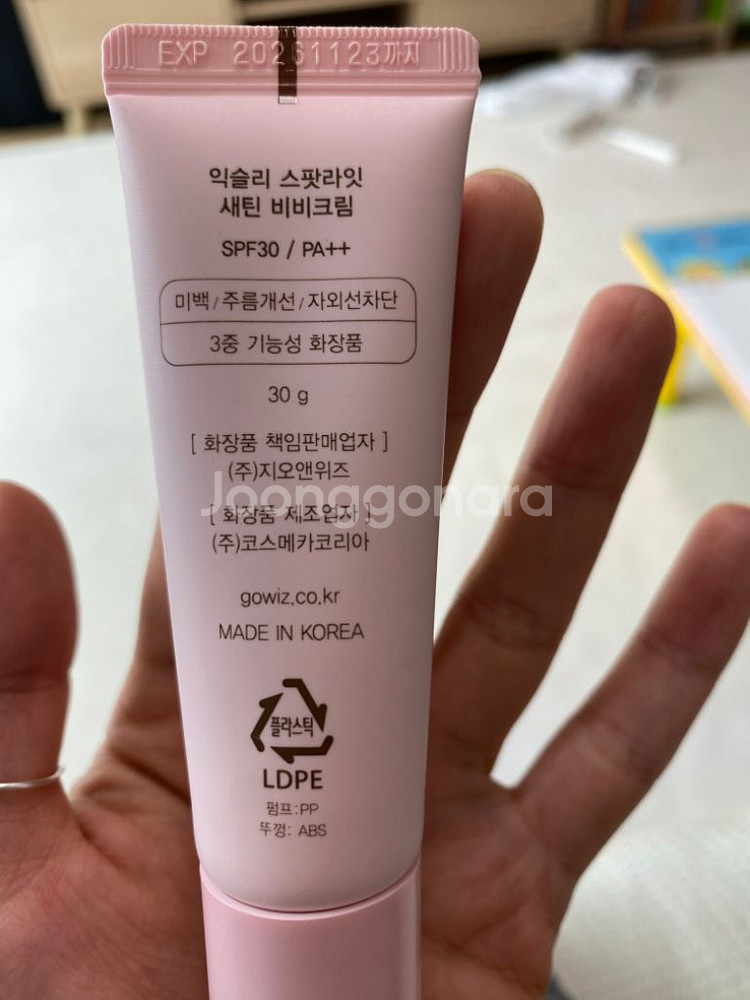 EXP 20261123까지
익슬리 스팟라잇
새틴 비비크림
SPF30 / PA++
미백/주름개선/자외선차단
3중 기능성 화장품
30 g
[ 화장품 책임판매업자 ]
(주)지오앤위즈
Joonggonara
[ 화장품 제조업자 ]
(주)코스메카코리아
gowiz.co.kr
MADE IN KOREA
플라스틱
LDPE
펌프:PP
뚜껑: ABS